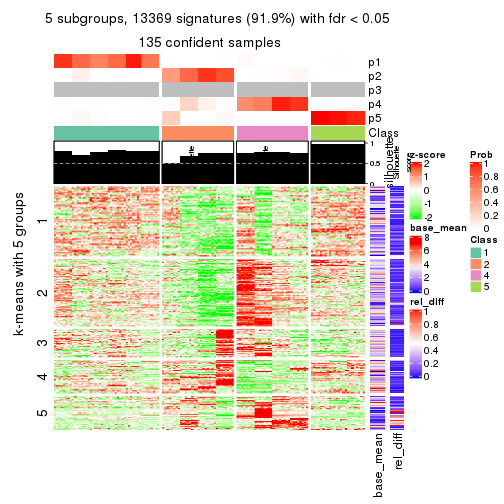 5 subgroups, 13369 signatures (91.9%) with fdr < 0.05
135 confident samples
p1
p2
p3
p4
p5
Class
1
0.5
0
Silhouette
score
k-means with 5 groups
1
2
3
4
5
base_mean
rel_diff
z-score
2
1
0
-1
-2
base_mean
8
6
4
2
0
rel_diff
1
0.8
0.6
0.4
0.2
0
Prob
1
0.8
0.6
0.4
0.2
0
Class
1
2
4
5